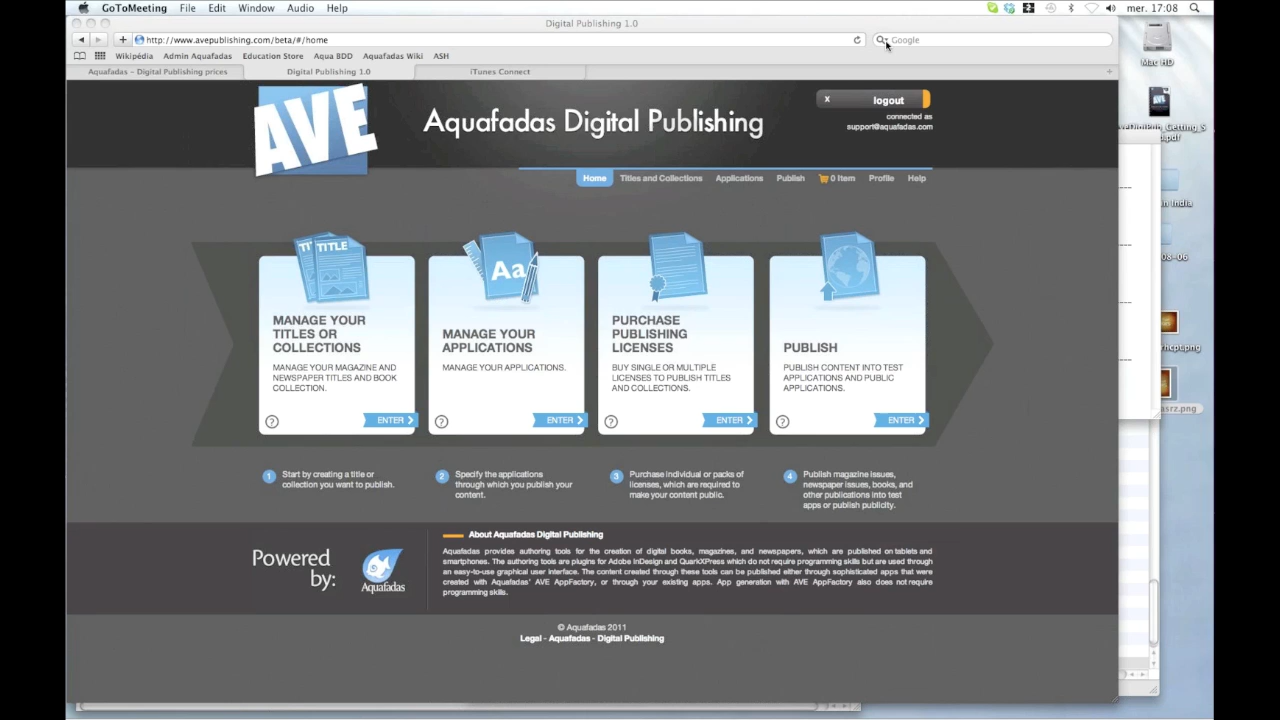 GoToMeeting File Edit Window Audio Help
mer. 17:08
Digital Publishing 1.0
http://www.avepublishing.com/beta/#/home
Google
Wikipédia Admin Aquafadas Education Store Aqua BDD Aquafadas Wiki ASH
Aquafadas – Digital Publishing prices
Digital Publishing 1.0
iTunes Connect
Mac HD
AVE
Aquafadas Digital Publishing
x logout
connected as
support@aquafadas.com
Home Titles and Collections Applications Publish 0 Item Profile Help
TITLE
MANAGE YOUR
TITLES OR
COLLECTIONS
MANAGE YOUR MAGAZINE AND
NEWSPAPER TITLES AND BOOK
COLLECTION.
? ENTER
Aa
MANAGE YOUR
APPLICATIONS
MANAGE YOUR APPLICATIONS.
? ENTER
PURCHASE
PUBLISHING
LICENSES
BUY SINGLE OR MULTIPLE
LICENSES TO PUBLISH TITLES
AND COLLECTIONS.
? ENTER
PUBLISH
PUBLISH CONTENT INTO TEST
APPLICATIONS AND PUBLIC
APPLICATIONS.
? ENTER
1 Start by creating a title or
collection you want to publish.
2 Specify the applications
through which you publish your
content.
3 Purchase individual or packs of
licenses, which are required to
make your content public.
4 Publish magazine issues,
newspaper issues, books, and
other publications into test
apps or publish publicity.
Powered
by:
Aquafadas
About Aquafadas Digital Publishing
Aquafadas provides authoring tools for the creation of digital books, magazines, and newspapers, which are published on tablets and
smartphones. The authoring tools are plugins for Adobe InDesign and QuarkXPress which do not require programming skills but are used through
an easy-to-use graphical user interface. The content created through these tools can be published either through sophisticated apps that were
created with Aquafadas' AVE AppFactory, or through your existing apps. App generation with AVE AppFactory also does not require
programming skills.
© Aquafadas 2011
Legal - Aquafadas - Digital Publishing